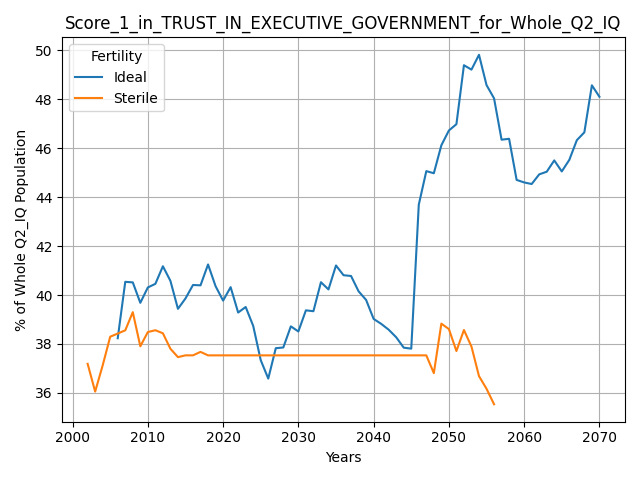 Score_1_in_TRUST_IN_EXECUTIVE_GOVERNMENT_for_Whole_Q2_IQ
Fertility
Ideal
Sterile
% of Whole Q2_IQ Population
50
48
46
44
42
40
38
36
2000 2010 2020 2030 2040 2050 2060 2070
Years